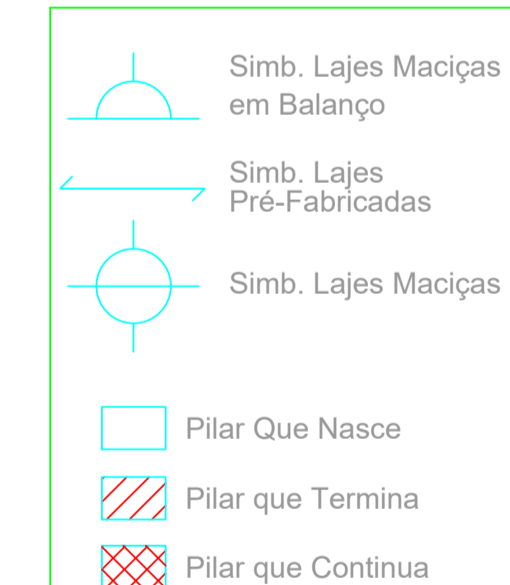 Simb. Lajes Maciças
em Balanço
Simb. Lajes
Pré-Fabricadas
Simb. Lajes Maciças
Pilar Que Nasce
Pilar que Termina
Pilar que Continua